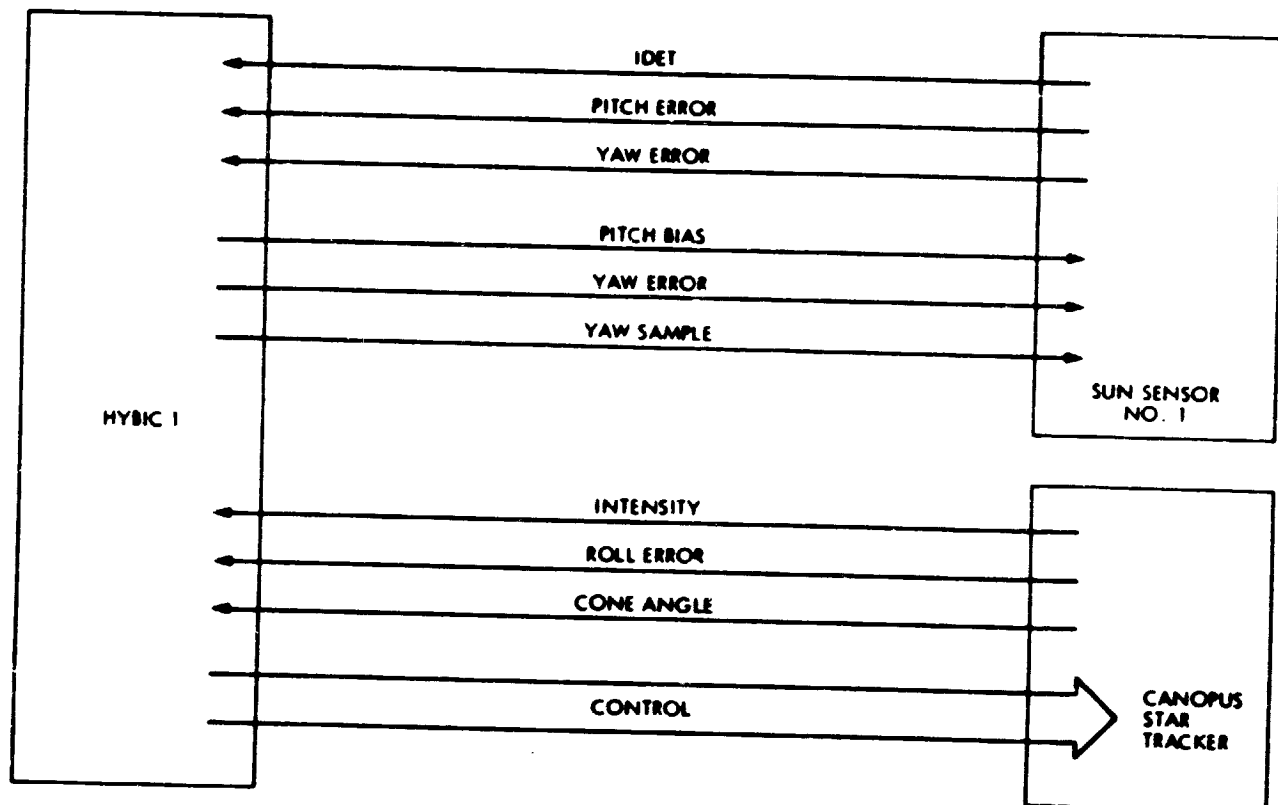 IDET
PITCH ERROR
YAW ERROR
PITCH BIAS
YAW ERROR
YAW SAMPLE
SUN SENSOR
NO. 1
HYBIC 1
INTENSITY
ROLL ERROR
CONE ANGLE
CONTROL
CANOPUS
STAR
TRACKER